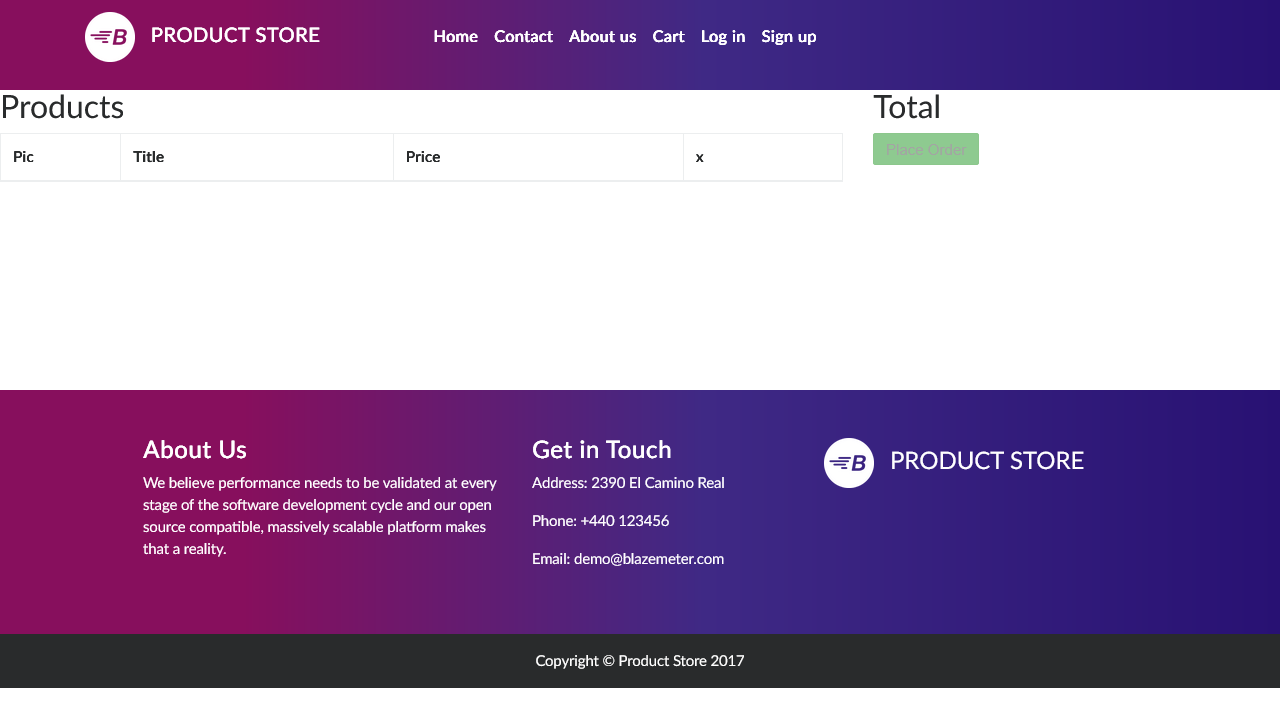 B PRODUCT STORE
Home Contact About us Cart Log in Sign up
Products
Total
Pic Title Price x
Place Order
About Us
We believe performance needs to be validated at every
stage of the software development cycle and our open
source compatible, massively scalable platform makes
that a reality.
Get in Touch
Address: 2390 El Camino Real
Phone: +440 123456
Email: demo@blazemeter.com
B PRODUCT STORE
Copyright © Product Store 2017